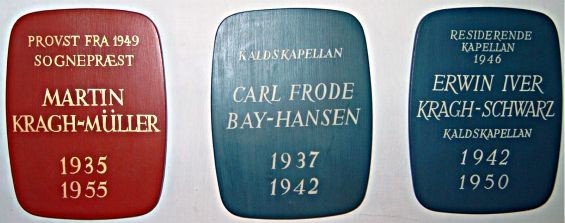 PROVST FRA 1949
SOGNEPRÆST
MARTIN
KRAGH-MÜLLER
1935
1955
KALDSKAPELLAN
CARL FRODE
BAY-HANSEN
1937
1942
RESIDERENDE
KAPELLAN
1946
ERWIN IVER
KRAGH-SCHWARZ
KALDSKAPELLAN
1942
1950